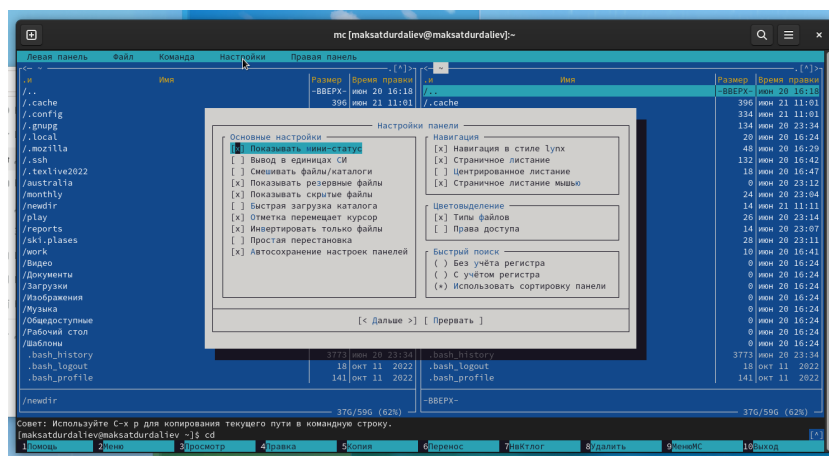 mc [maksatdurdaliev@maksatdurdaliev]:~
Левая панель Файл Команда Настройки Правая панель
<- ~ .[^]> <- ~ .[^]>
.и Имя Размер Время правки .и Имя Размер Время правки
/.. -ВВЕРХ- июн 20 16:18 /.. -ВВЕРХ- июн 20 16:18
/.cache 396 июн 21 11:01 /.cache 396 июн 21 11:01
/.config 334 июн 21 11:01
/.gnupg 134 июн 20 23:34
/.local 20 июн 20 16:24
/.mozilla 48 июн 20 16:29
/.ssh 132 июн 20 16:42
/.texlive2022 18 июн 20 16:47
/australia 0 июн 20 23:12
/monthly 24 июн 20 23:04
/newdir 14 июн 21 11:11
/play 26 июн 20 23:14
/reports 14 июн 20 23:07
/ski.plases 28 июн 20 23:11
/work 10 июн 20 16:41
/Видео 0 июн 20 16:24
/Документы 0 июн 20 16:24
/Загрузки 0 июн 20 16:24
/Изображения 0 июн 20 16:24
/Музыка 0 июн 20 16:24
/Общедоступные 0 июн 20 16:24
/Рабочий стол 0 июн 20 16:24
/Шаблоны 0 июн 20 16:24
.bash_history 3773 июн 20 23:34 .bash_history 3773 июн 20 23:34
.bash_logout 18 окт 11 2022 .bash_logout 18 окт 11 2022
.bash_profile 141 окт 11 2022 .bash_profile 141 окт 11 2022
/newdir -ВВЕРХ-
37G/59G (62%) 37G/59G (62%)
Настройки панели
Основные настройки
[x] Показывать мини-статус
[ ] Вывод в единицах СИ
[ ] Смешивать файлы/каталоги
[x] Показывать резервные файлы
[x] Показывать скрытые файлы
[ ] Быстрая загрузка каталога
[x] Отметка перемещает курсор
[x] Инвертировать только файлы
[ ] Простая перестановка
[x] Автосохранение настроек панелей
Навигация
[x] Навигация в стиле lynx
[x] Страничное листание
[ ] Центрированное листание
[x] Страничное листание мышью
Цветовыделение
[x] Типы файлов
[ ] Права доступа
Быстрый поиск
( ) Без учёта регистра
( ) С учётом регистра
(*) Использовать сортировку панели
[< Дальше >] [ Прервать ]
Совет: Используйте C-x p для копирования текущего пути в командную строку.
[maksatdurdaliev@maksatdurdaliev ~]$ cd [^]
1Помощь 2Меню 3Просмотр 4Правка 5Копия 6Перенос 7НвКтлог 8Удалить 9МенюMC 10Выход